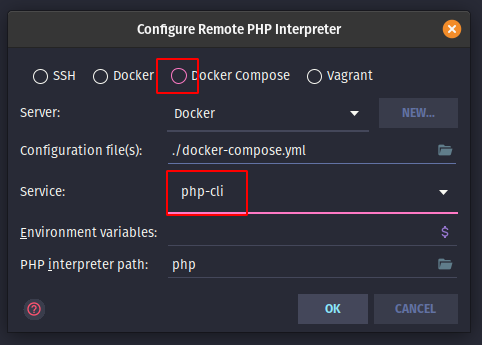 Configure Remote PHP Interpreter
SSH Docker Docker Compose Vagrant
Server: Docker NEW...
Configuration file(s): ./docker-compose.yml
Service: php-cli
Environment variables: $
PHP interpreter path: php
? OK CANCEL